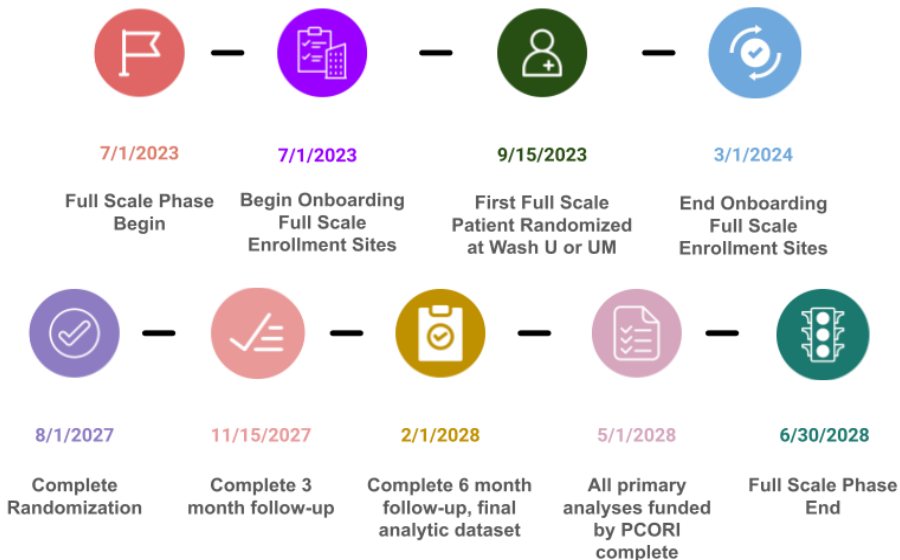 7/1/2023
Full Scale Phase
Begin
7/1/2023
Begin Onboarding
Full Scale
Enrollment Sites
9/15/2023
First Full Scale
Patient Randomized
at Wash U or UM
3/1/2024
End Onboarding
Full Scale
Enrollment Sites
8/1/2027
Complete
Randomization
11/15/2027
Complete 3
month follow-up
2/1/2028
Complete 6 month
follow-up, final
analytic dataset
5/1/2028
All primary
analyses funded
by PCORI
complete
6/30/2028
Full Scale Phase
End